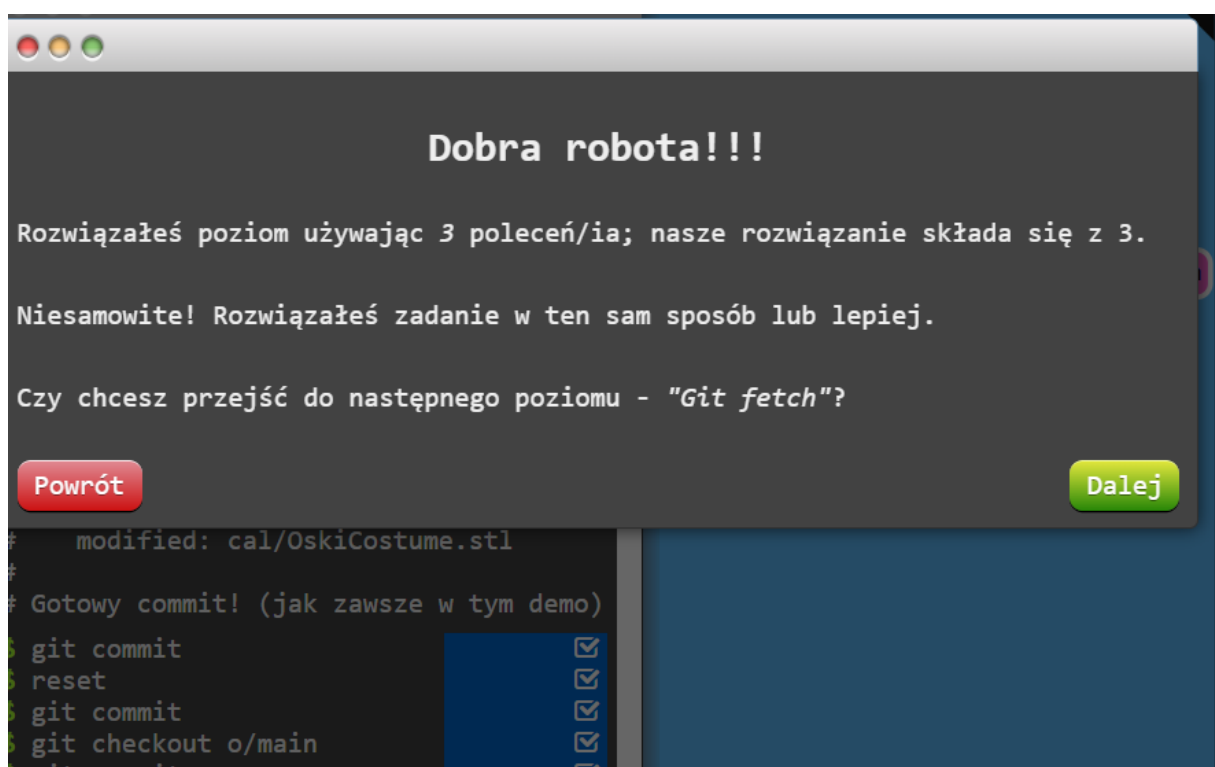 Dobra robota!!!
Rozwiązałeś poziom używając 3 poleceń/ia; nasze rozwiązanie składa się z 3.
Niesamowite! Rozwiązałeś zadanie w ten sam sposób lub lepiej.
Czy chcesz przejść do następnego poziomu - "Git fetch"?
Powrót
Dalej
# modified: cal/OskiCostume.stl
#
# Gotowy commit! (jak zawsze w tym demo)
$ git commit
$ reset
$ git commit
$ git checkout o/main